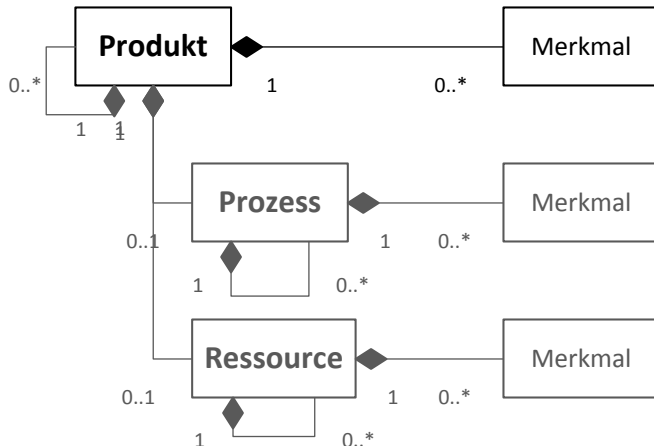 Produkt
Merkmal
0..*
1
0..*
1
1
1
Prozess
Merkmal
0..1
1
0..*
1
0..*
Ressource
Merkmal
0..1
1
0..*
1
0..*